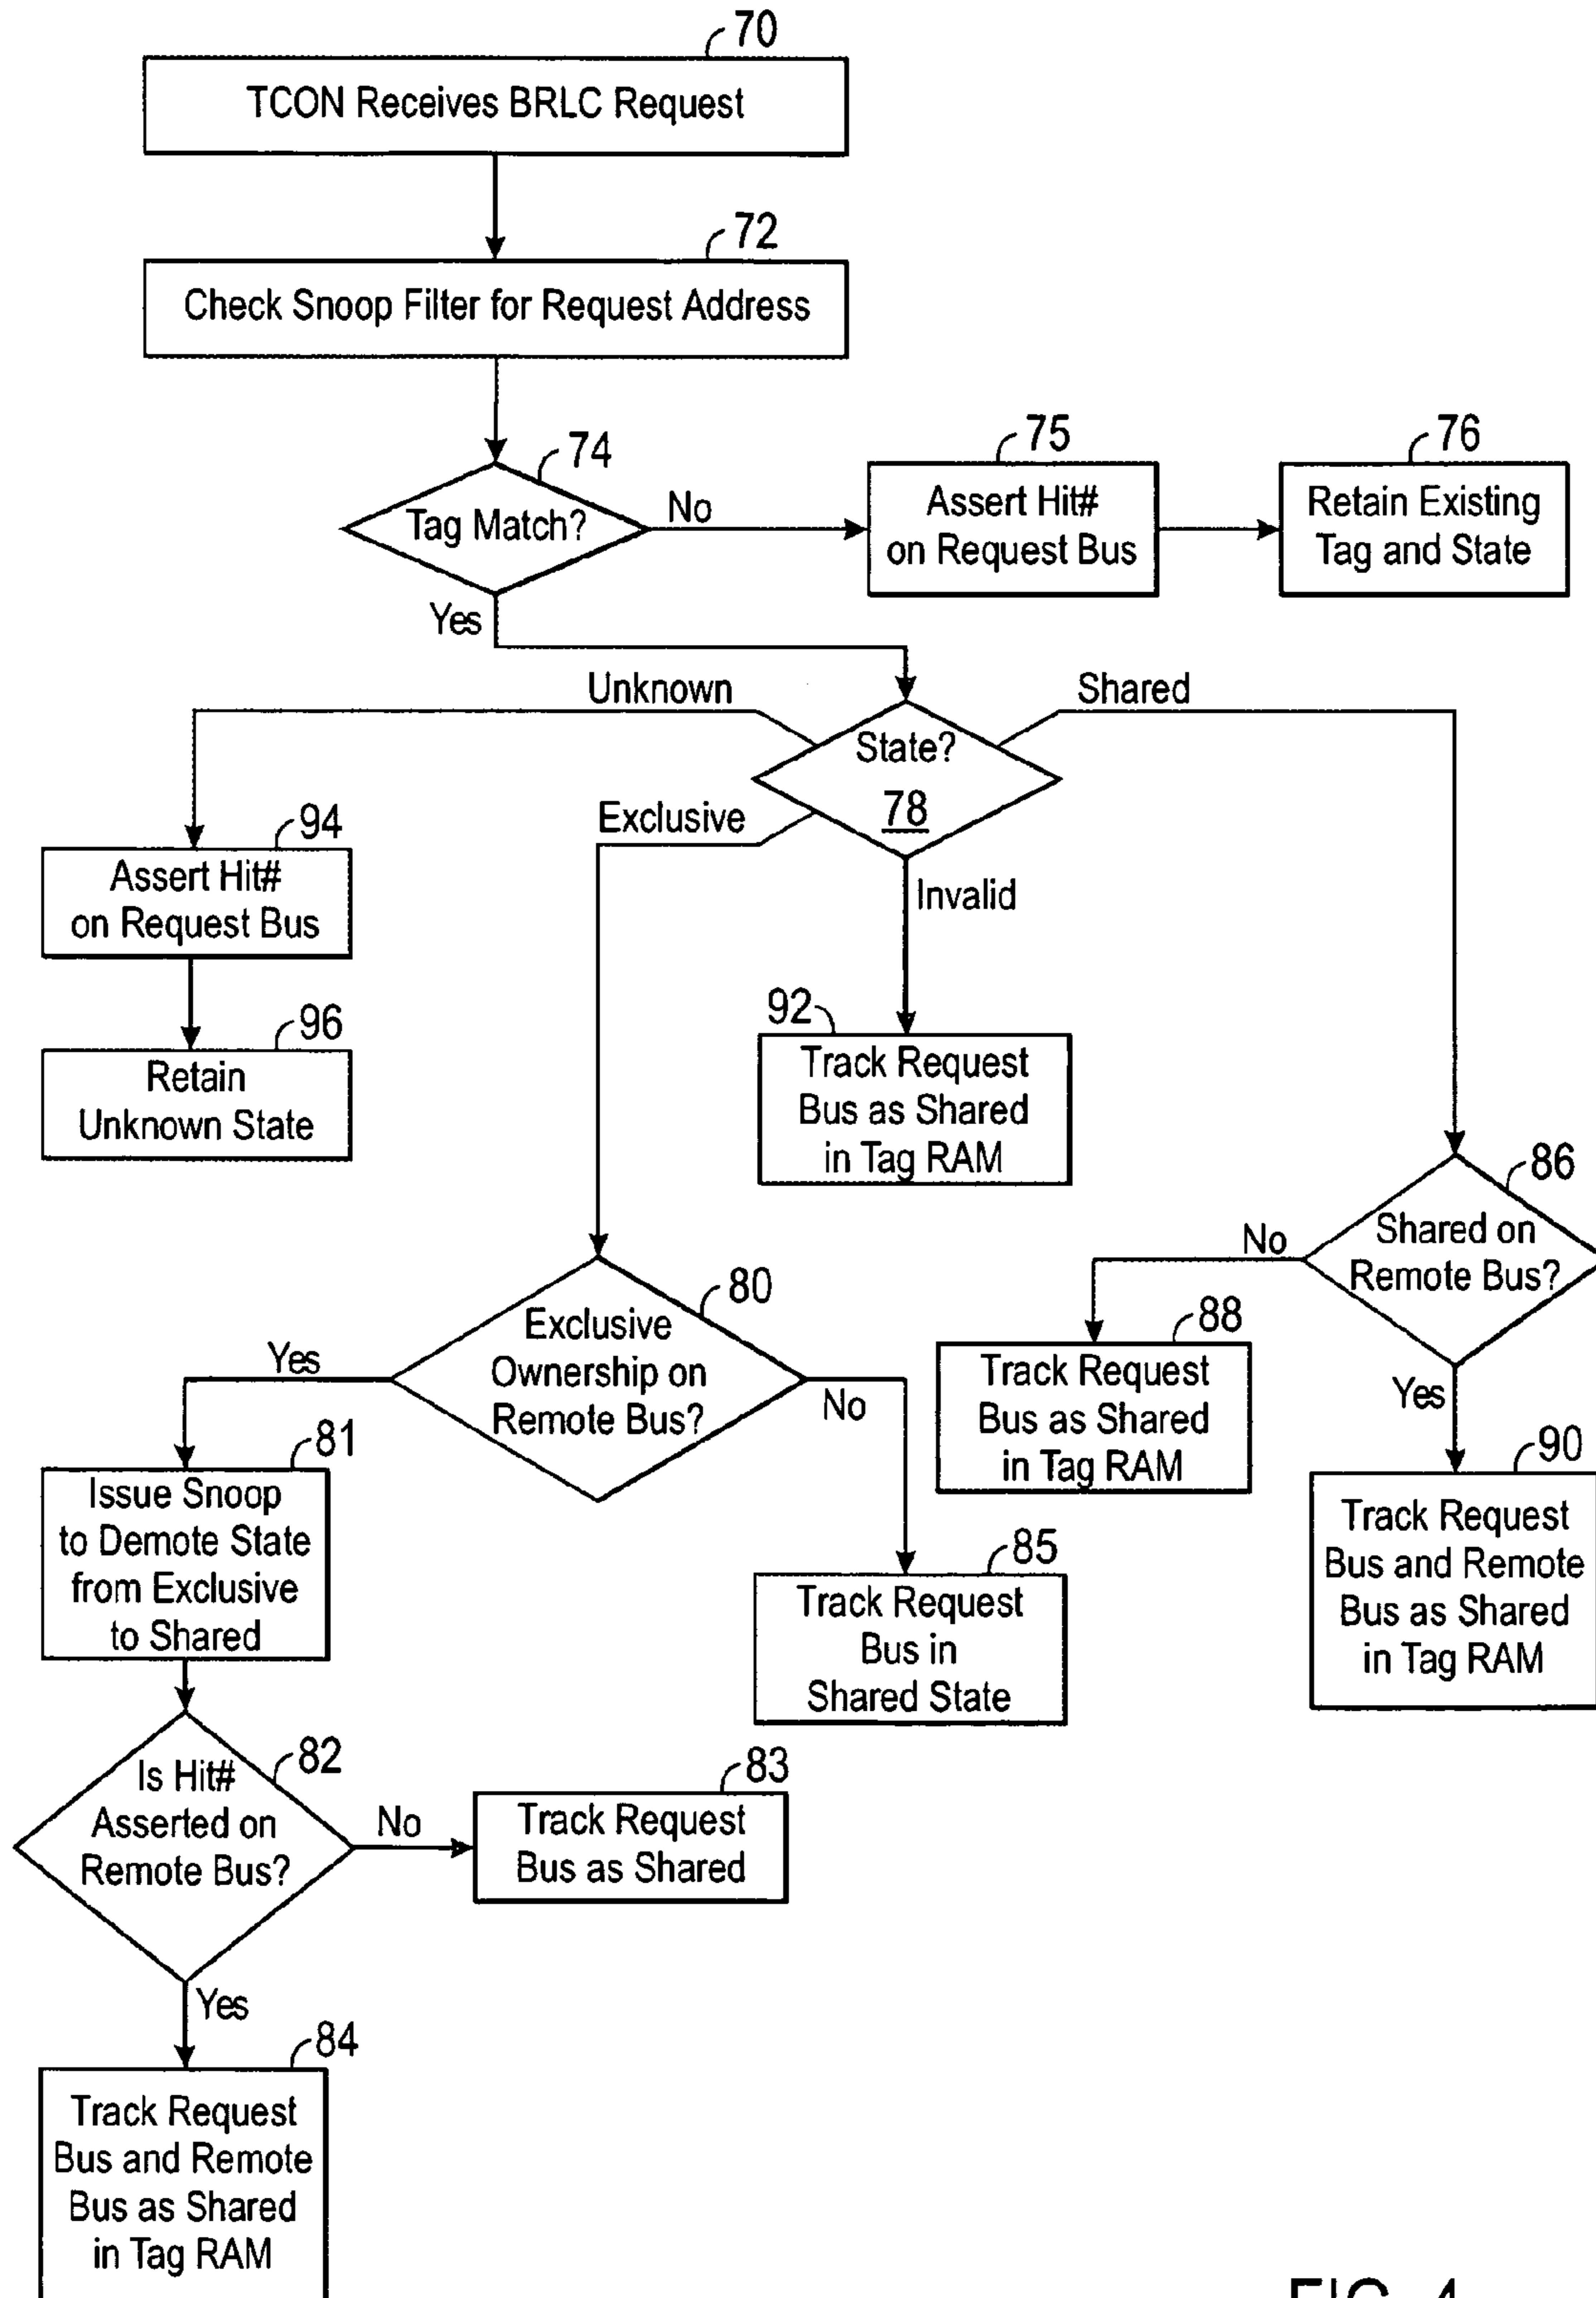 70
TCON Receives BRLC Request
72
Check Snoop Filter for Request Address
74
Tag Match?
No
Yes
75
Assert Hit#
on Request Bus
76
Retain Existing
Tag and State
Unknown
Shared
State?
78
Exclusive
Invalid
94
Assert Hit#
on Request Bus
96
Retain
Unknown State
92
Track Request
Bus as Shared
in Tag RAM
86
Shared on
Remote Bus?
No
Yes
80
Exclusive
Ownership on
Remote Bus?
Yes
No
88
Track Request
Bus as Shared
in Tag RAM
90
Track Request
Bus and Remote
Bus as Shared
in Tag RAM
81
Issue Snoop
to Demote State
from Exclusive
to Shared
85
Track Request
Bus in
Shared State
82
Is Hit#
Asserted on
Remote Bus?
No
Yes
83
Track Request
Bus as Shared
84
Track Request
Bus and Remote
Bus as Shared
in Tag RAM
FIG. 4